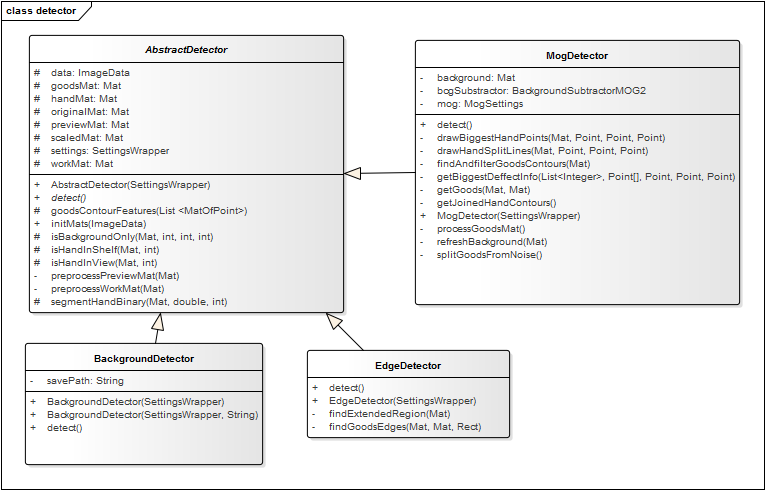 class detector
AbstractDetector
# data: ImageData
# goodsMat: Mat
# handMat: Mat
# originalMat: Mat
# previewMat: Mat
# scaledMat: Mat
# settings: SettingsWrapper
# workMat: Mat
+ AbstractDetector(SettingsWrapper)
+ detect()
# goodsContourFeatures(List <MatOfPoint>)
+ initMats(ImageData)
# isBackgroundOnly(Mat, int, int, int)
# isHandInShelf(Mat, int)
# isHandInView(Mat, int)
- preprocessPreviewMat(Mat)
- preprocessWorkMat(Mat)
# segmentHandBinary(Mat, double, int)
MogDetector
- background: Mat
- bcgSubstractor: BackgroundSubtractorMOG2
- mog: MogSettings
+ detect()
- drawBiggestHandPoints(Mat, Point, Point, Point)
- drawHandSplitLines(Mat, Point, Point, Point)
- findAndfilterGoodsContours(Mat)
- getBiggestDeffectInfo(List<Integer>, Point[], Point, Point, Point)
- getGoods(Mat, Mat)
- getJoinedHandContours()
+ MogDetector(SettingsWrapper)
- processGoodsMat()
- refreshBackground(Mat)
- splitGoodsFromNoise()
BackgroundDetector
- savePath: String
+ BackgroundDetector(SettingsWrapper)
+ BackgroundDetector(SettingsWrapper, String)
+ detect()
EdgeDetector
+ detect()
+ EdgeDetector(SettingsWrapper)
- findExtendedRegion(Mat)
- findGoodsEdges(Mat, Mat, Rect)